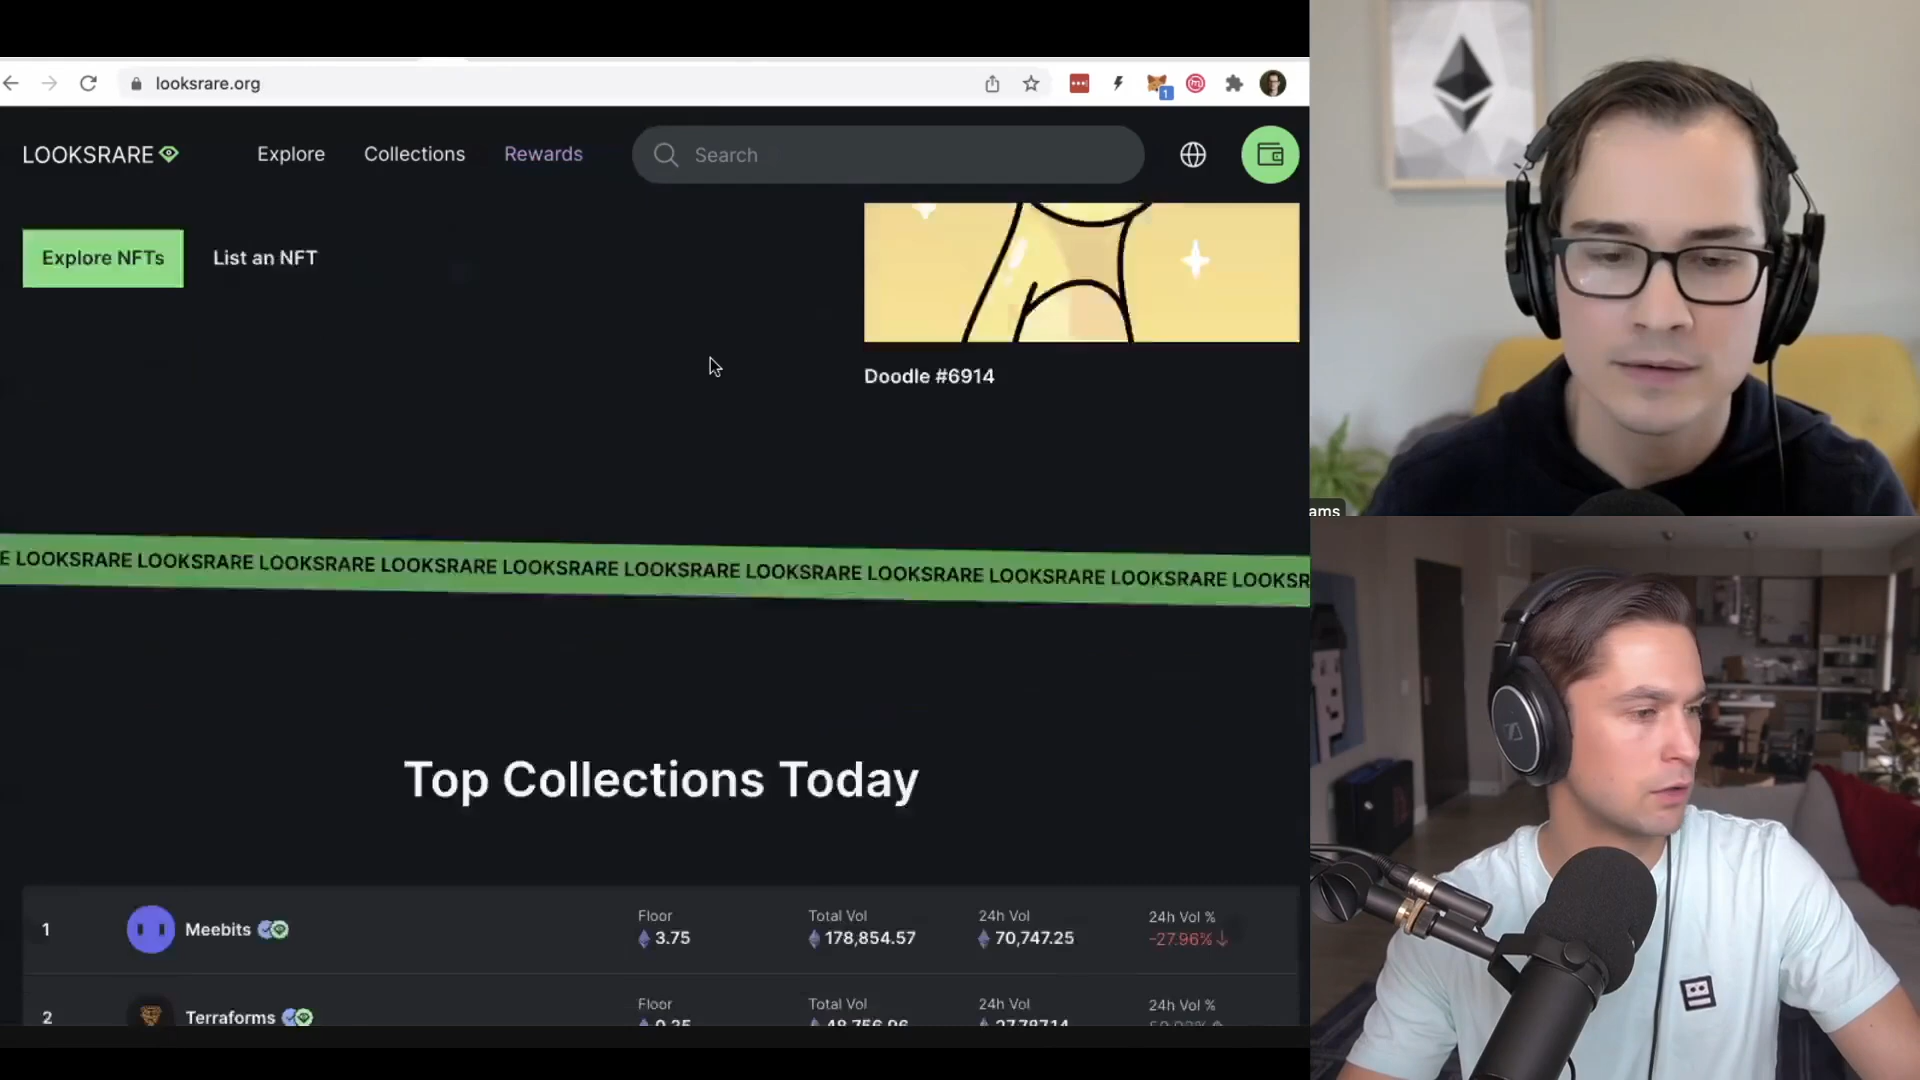 looksrare.org
1
LOOKSRARE
Explore
Collections
Rewards
Search
Explore NFTs
List an NFT
Doodle #6914
ams
E LOOKSRARE LOOKSRARE LOOKSRARE LOOKSRARE LOOKSRARE LOOKSRARE LOOKSRARE LOOKSRARE LOOKSRARE LOOKSRARE LOOKSR
Top Collections Today
1
Meebits
Floor
3.75
Total Vol
178,854.57
24h Vol
70,747.25
24h Vol %
-27.96%
2
Terraforms
Floor
Total Vol
24h Vol
24h Vol %